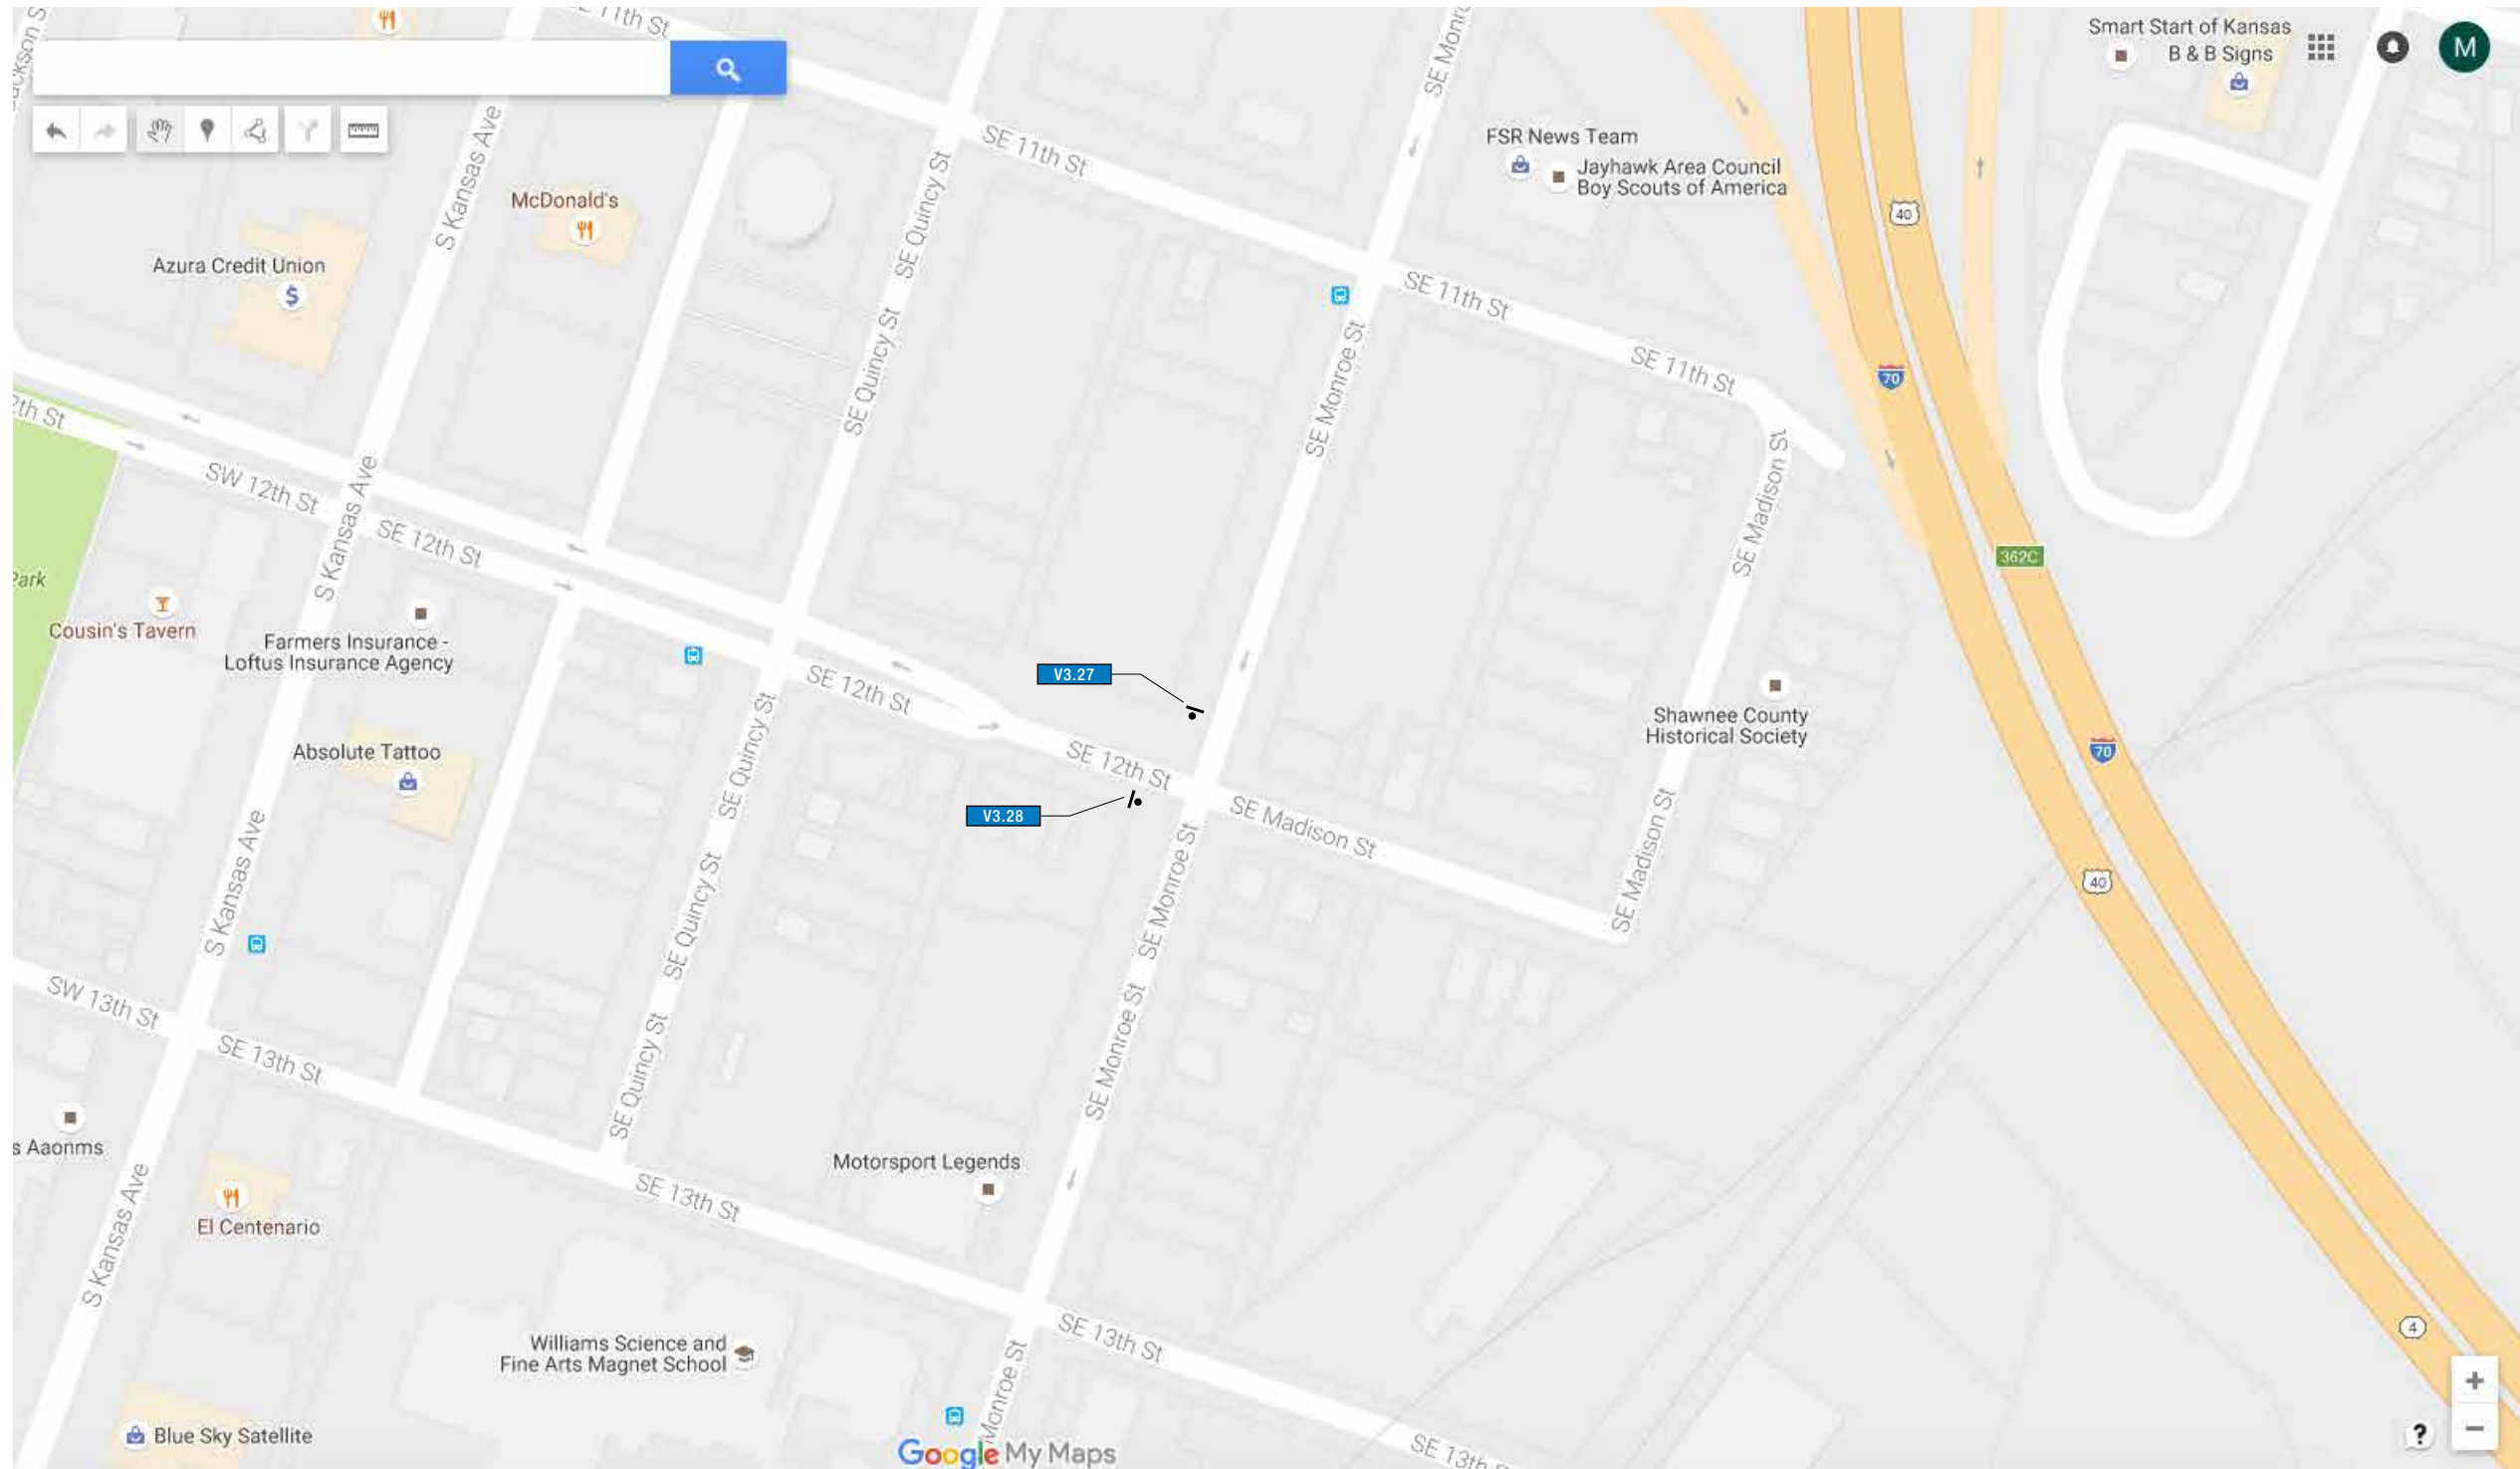 11th St
Smart Start of Kansas
B & B Signs
M
SE Monr
S Kansas Ave
SE 11th St
FSR News Team
Jayhawk Area Council
Boy Scouts of America
McDonald's
SE Quincy St
40
Azura Credit Union
$
SE 11th St
SE Quincy St
SE Monroe St
SE 11th St
70
2th St
SE Madison St
SW 12th St
S Kansas Ave
SE 12th St
362C
Park
Cousin's Tavern
Farmers Insurance -
Loftus Insurance Agency
SE 12th St
V3.27
Shawnee County
Historical Society
SE Quincy St
Absolute Tattoo
SE 12th St
70
V3.28
SE Madison St
SE Madison St
S Kansas Ave
SE Quincy St
SE Monroe St
40
SW 13th St
SE 13th St
SE Quincy St
SE Monroe St
s Aaonms
Motorsport Legends
S Kansas Ave
El Centenario
SE 13th St
Williams Science and
Fine Arts Magnet School
SE 13th St
4
Monroe St
+
Blue Sky Satellite
Google My Maps
SE 13th
?
−